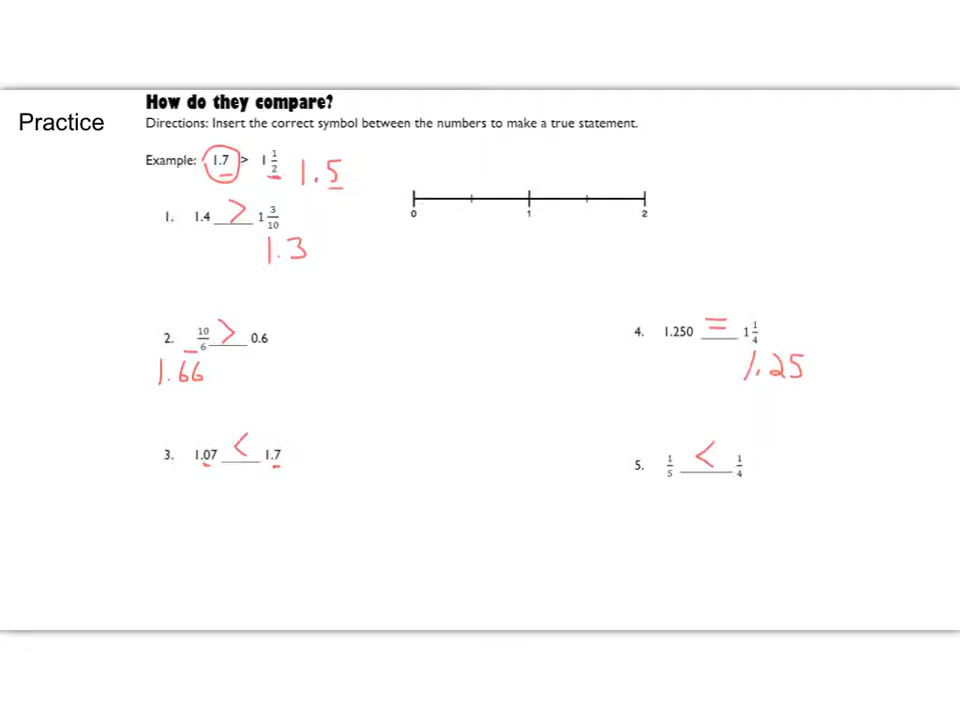 How do they compare?
Practice
Directions: Insert the correct symbol between the numbers to make a true statement.
Example: 1.7 > 1 1/2 1.5
0 1 2
1. 1.4 > 1 3/10
1.3
2. 10/6 > 0.6
1.66
3. 1.07 < 1.7
4. 1.250 = 1 1/4
1.25
5. 1/5 < 1/4